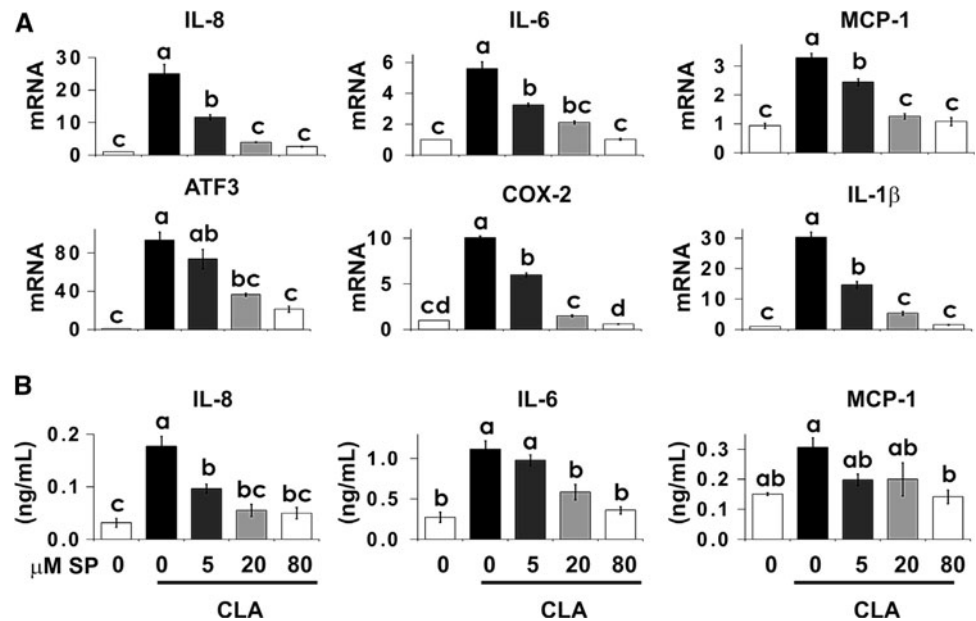 A
IL-8 IL-6 MCP-1
mRNA 30 20 10 0 c a b c c
mRNA 6 4 2 0 c a b bc c
mRNA 3 2 1 0 c a b c c
ATF3 COX-2 IL-1β
mRNA 80 40 0 c a ab bc c
mRNA 10 5 0 cd a b c d
mRNA 30 20 10 0 c a b c c
B
IL-8 IL-6 MCP-1
(ng/mL) 0.2 0.1 0.0 c a b bc bc
(ng/mL) 1.0 0.5 0.0 b a a b b
(ng/mL) 0.3 0.2 0.1 0.0 ab a ab ab b
μM SP 0 0 5 20 80 0 0 5 20 80 0 0 5 20 80
CLA CLA CLA